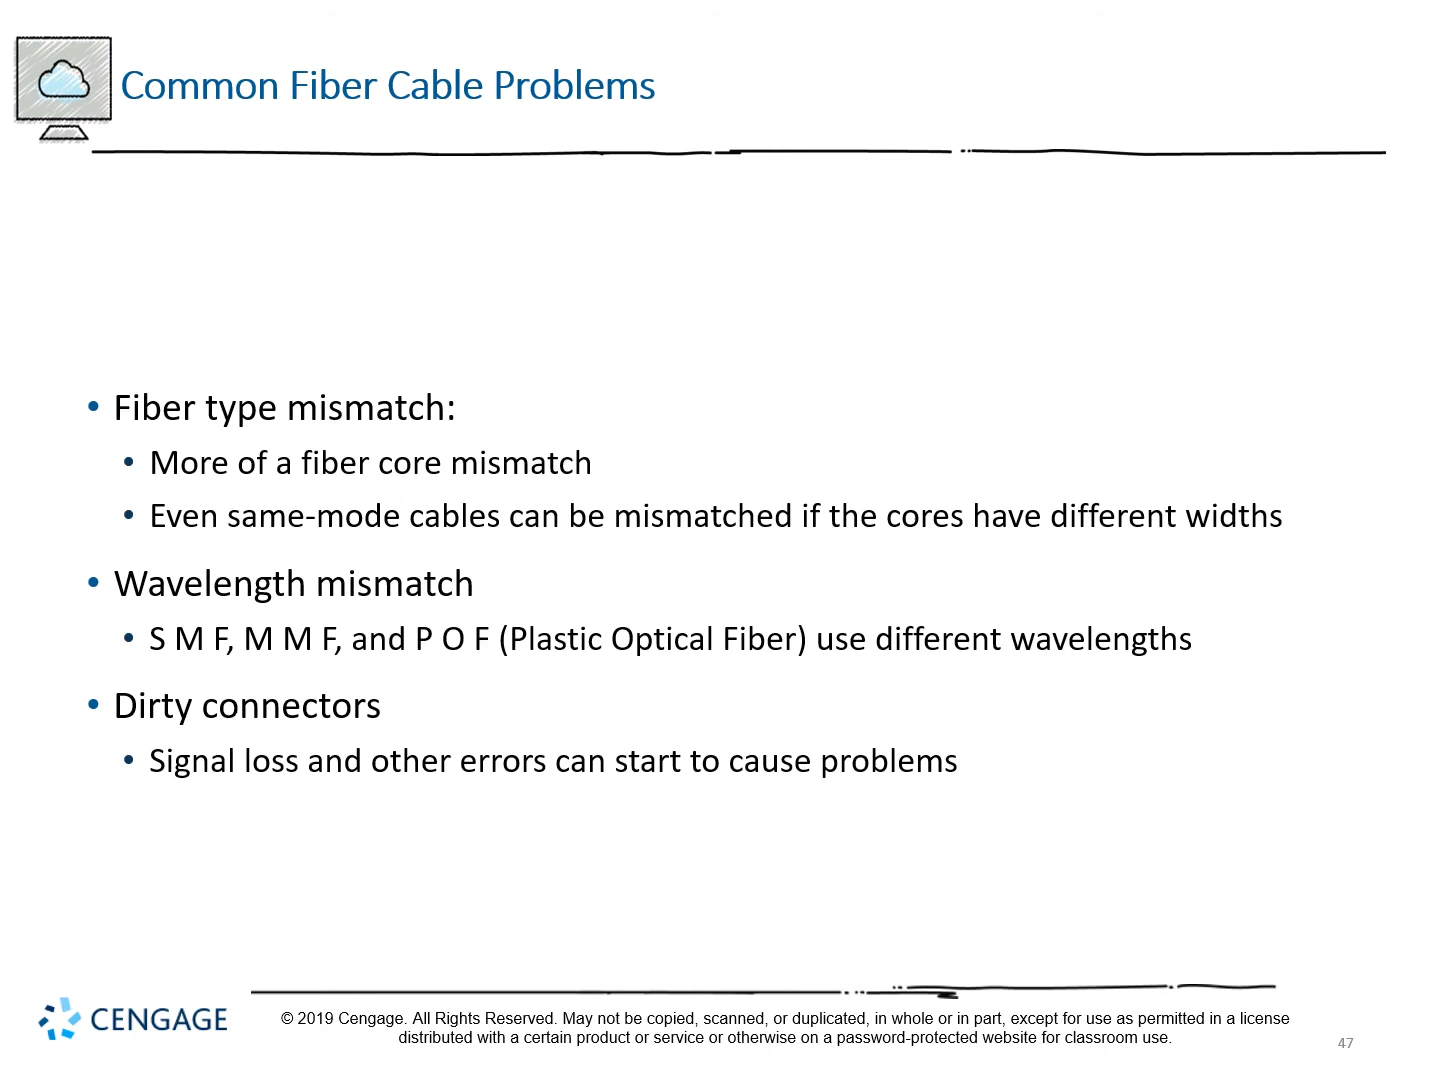 Common Fiber Cable Problems
• Fiber type mismatch:
• More of a fiber core mismatch
• Even same-mode cables can be mismatched if the cores have different widths
• Wavelength mismatch
• S M F, M M F, and P O F (Plastic Optical Fiber) use different wavelengths
• Dirty connectors
• Signal loss and other errors can start to cause problems
CENGAGE
© 2019 Cengage. All Rights Reserved. May not be copied, scanned, or duplicated, in whole or in part, except for use as permitted in a license
distributed with a certain product or service or otherwise on a password-protected website for classroom use.
47